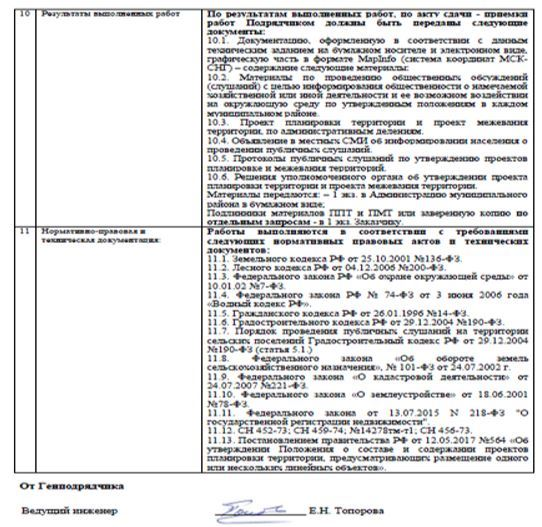 10 Результаты выполненных работ
По результатам выполненных работ, по акту сдачи - приемки
работ Подрядчиком должны быть переданы следующие
документы:
10.1. Документацию, оформленную в соответствии с данным
техническим заданием на бумажном носителе и электронном виде,
графическую часть в формате MapInfo (система координат МСК-
СНГ) – содержание следующие материалы:
10.2. Материалы по проведению общественных обсуждений
(слушаний) с целью информирования общественности о намечаемой
хозяйственной или иной деятельности и ее возможном воздействии
на окружающую среду по утвержденным положениям в каждом
муниципальном районе.
10.3. Проект планировки территории и проект межевания
территории, по административным делениям.
10.4. Объявление в местных СМИ об информировании населения о
проведении публичных слушаний.
10.5. Протоколы публичных слушаний по утверждению проектов
планировке и межевания территорий.
10.6. Решения уполномоченного органа об утверждении проекта
планировки территории и проекта межевания территории.
Материалы передаются: – 1 экз. в Администрацию муниципального
района в бумажном виде;
Подлинники материалов ППТ и ПМТ или заверенную копию по
отдельным запросам - в 1 экз. Заказчику.
11 Нормативно-правовая и
техническая документация:
Работы выполняются в соответствии с требованиями
следующих нормативных правовых актов и технических
документов:
11.1. Земельного кодекса РФ от 25.10.2001 №136-ФЗ.
11.2. Лесного кодекса РФ от 04.12.2006 №200-ФЗ.
11.3. Федерального закона РФ «Об охране окружающей среды» от
10.01.02 №7-ФЗ.
11.4. Федерального закона РФ № 74-ФЗ от 3 июня 2006 года
«Водный кодекс РФ».
11.5. Гражданского кодекса РФ от 26.01.1996 №14-ФЗ.
11.6. Градостроительного кодекса РФ от 29.12.2004 №190-ФЗ.
11.7. Порядок проведения публичных слушаний на территории
сельских поселений Градостроительный кодекс РФ от 29.12.2004
№190-ФЗ (статья 5.1.)
11.8. Федерального закона «Об обороте земель
сельскохозяйственного назначения», № 101-ФЗ от 24.07.2002 г.
11.9. Федерального закона «О кадастровой деятельности» от
24.07.2007 №221-ФЗ.
11.10. Федерального закона «О землеустройстве» от 18.06.2001
№78-ФЗ.
11.11. Федерального закона от 13.07.2015 N 218-ФЗ "О
государственной регистрации недвижимости".
11.12. СН 452-73; СН 459-74; №14278тм-т1; СН 456-73.
11.13. Постановлением правительства РФ от 12.05.2017 №564 «Об
утверждении Положения о составе и содержании проектов
планировки территории, предусматривающих размещение одного
или нескольких линейных объектов».
От Генподрядчика
Ведущий инженер Е.Н. Топорова